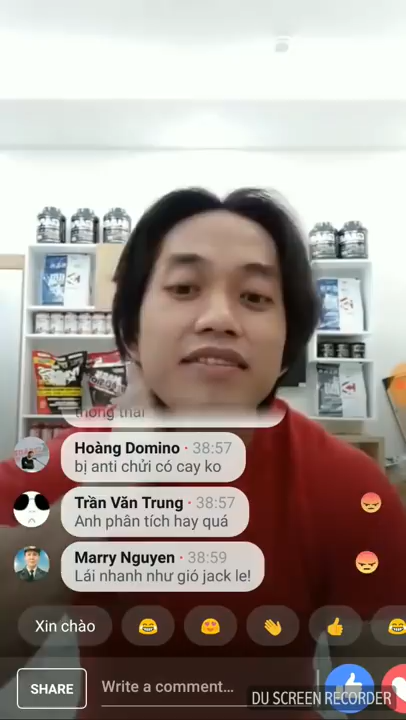 thông thái
Hoàng Domino · 38:57
bị anti chửi có cay ko
Trần Văn Trung · 38:57
Anh phân tích hay quá
Marry Nguyen · 38:59
Lái nhanh như gió jack le!
Xin chào
SHARE
Write a comment...
DU SCREEN RECORDER